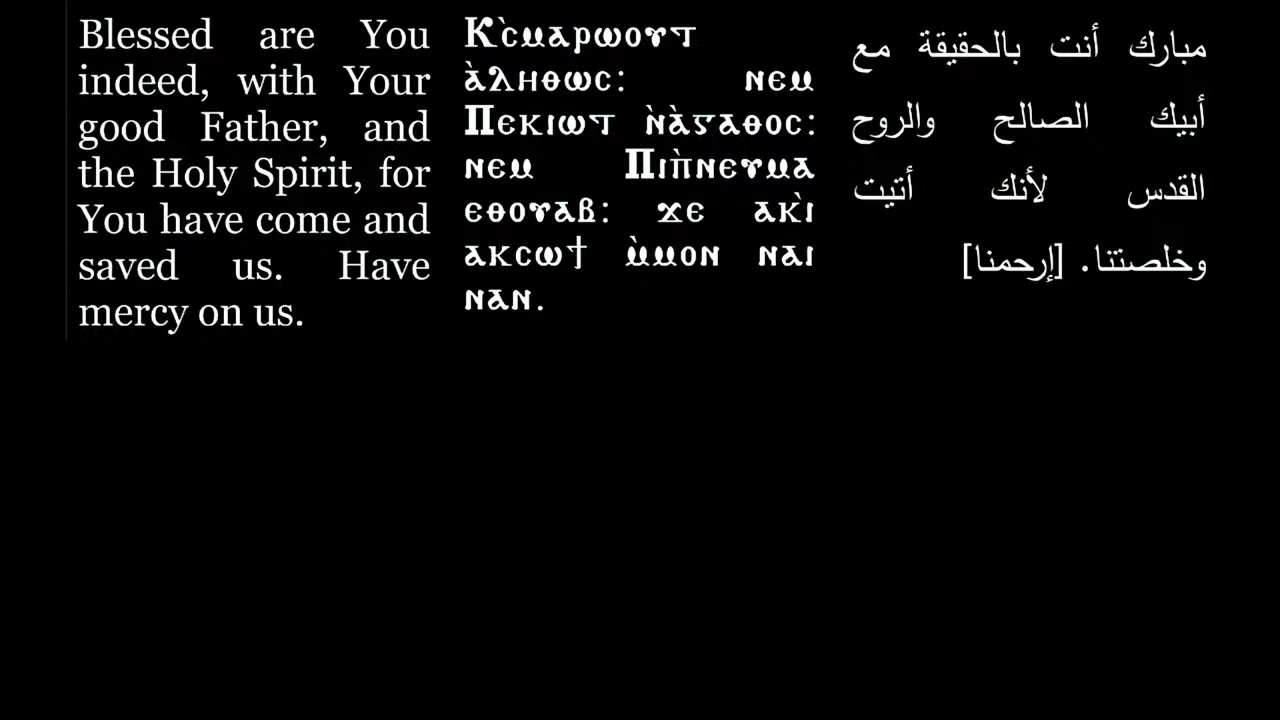 Blessed are You
indeed, with Your
good Father, and
the Holy Spirit, for
You have come and
saved us. Have
mercy on us.
Ⲕ̀ⲥⲙⲁⲣⲱⲟⲩⲧ
ⲁ̀ⲗⲏⲑⲱⲥ: ⲛⲉⲙ
Ⲡⲉⲕⲓⲱⲧ ⲛ̀ⲁ̀ⲅⲁⲑⲟⲥ:
ⲛⲉⲙ Ⲡⲓⲡ̀ⲛⲉⲩⲙⲁ
ⲉⲑⲟⲩⲁⲃ: ϫⲉ ⲁⲕⲓ̀
ⲁⲕⲥⲱϯ ⲙ̀ⲙⲟⲛ ⲛⲁⲓ
ⲛⲁⲛ.
مبارك أنت بالحقيقة مع
أبيك الصالح والروح
القدس لأنك أتيت
وخلصتنا. [إرحمنا]